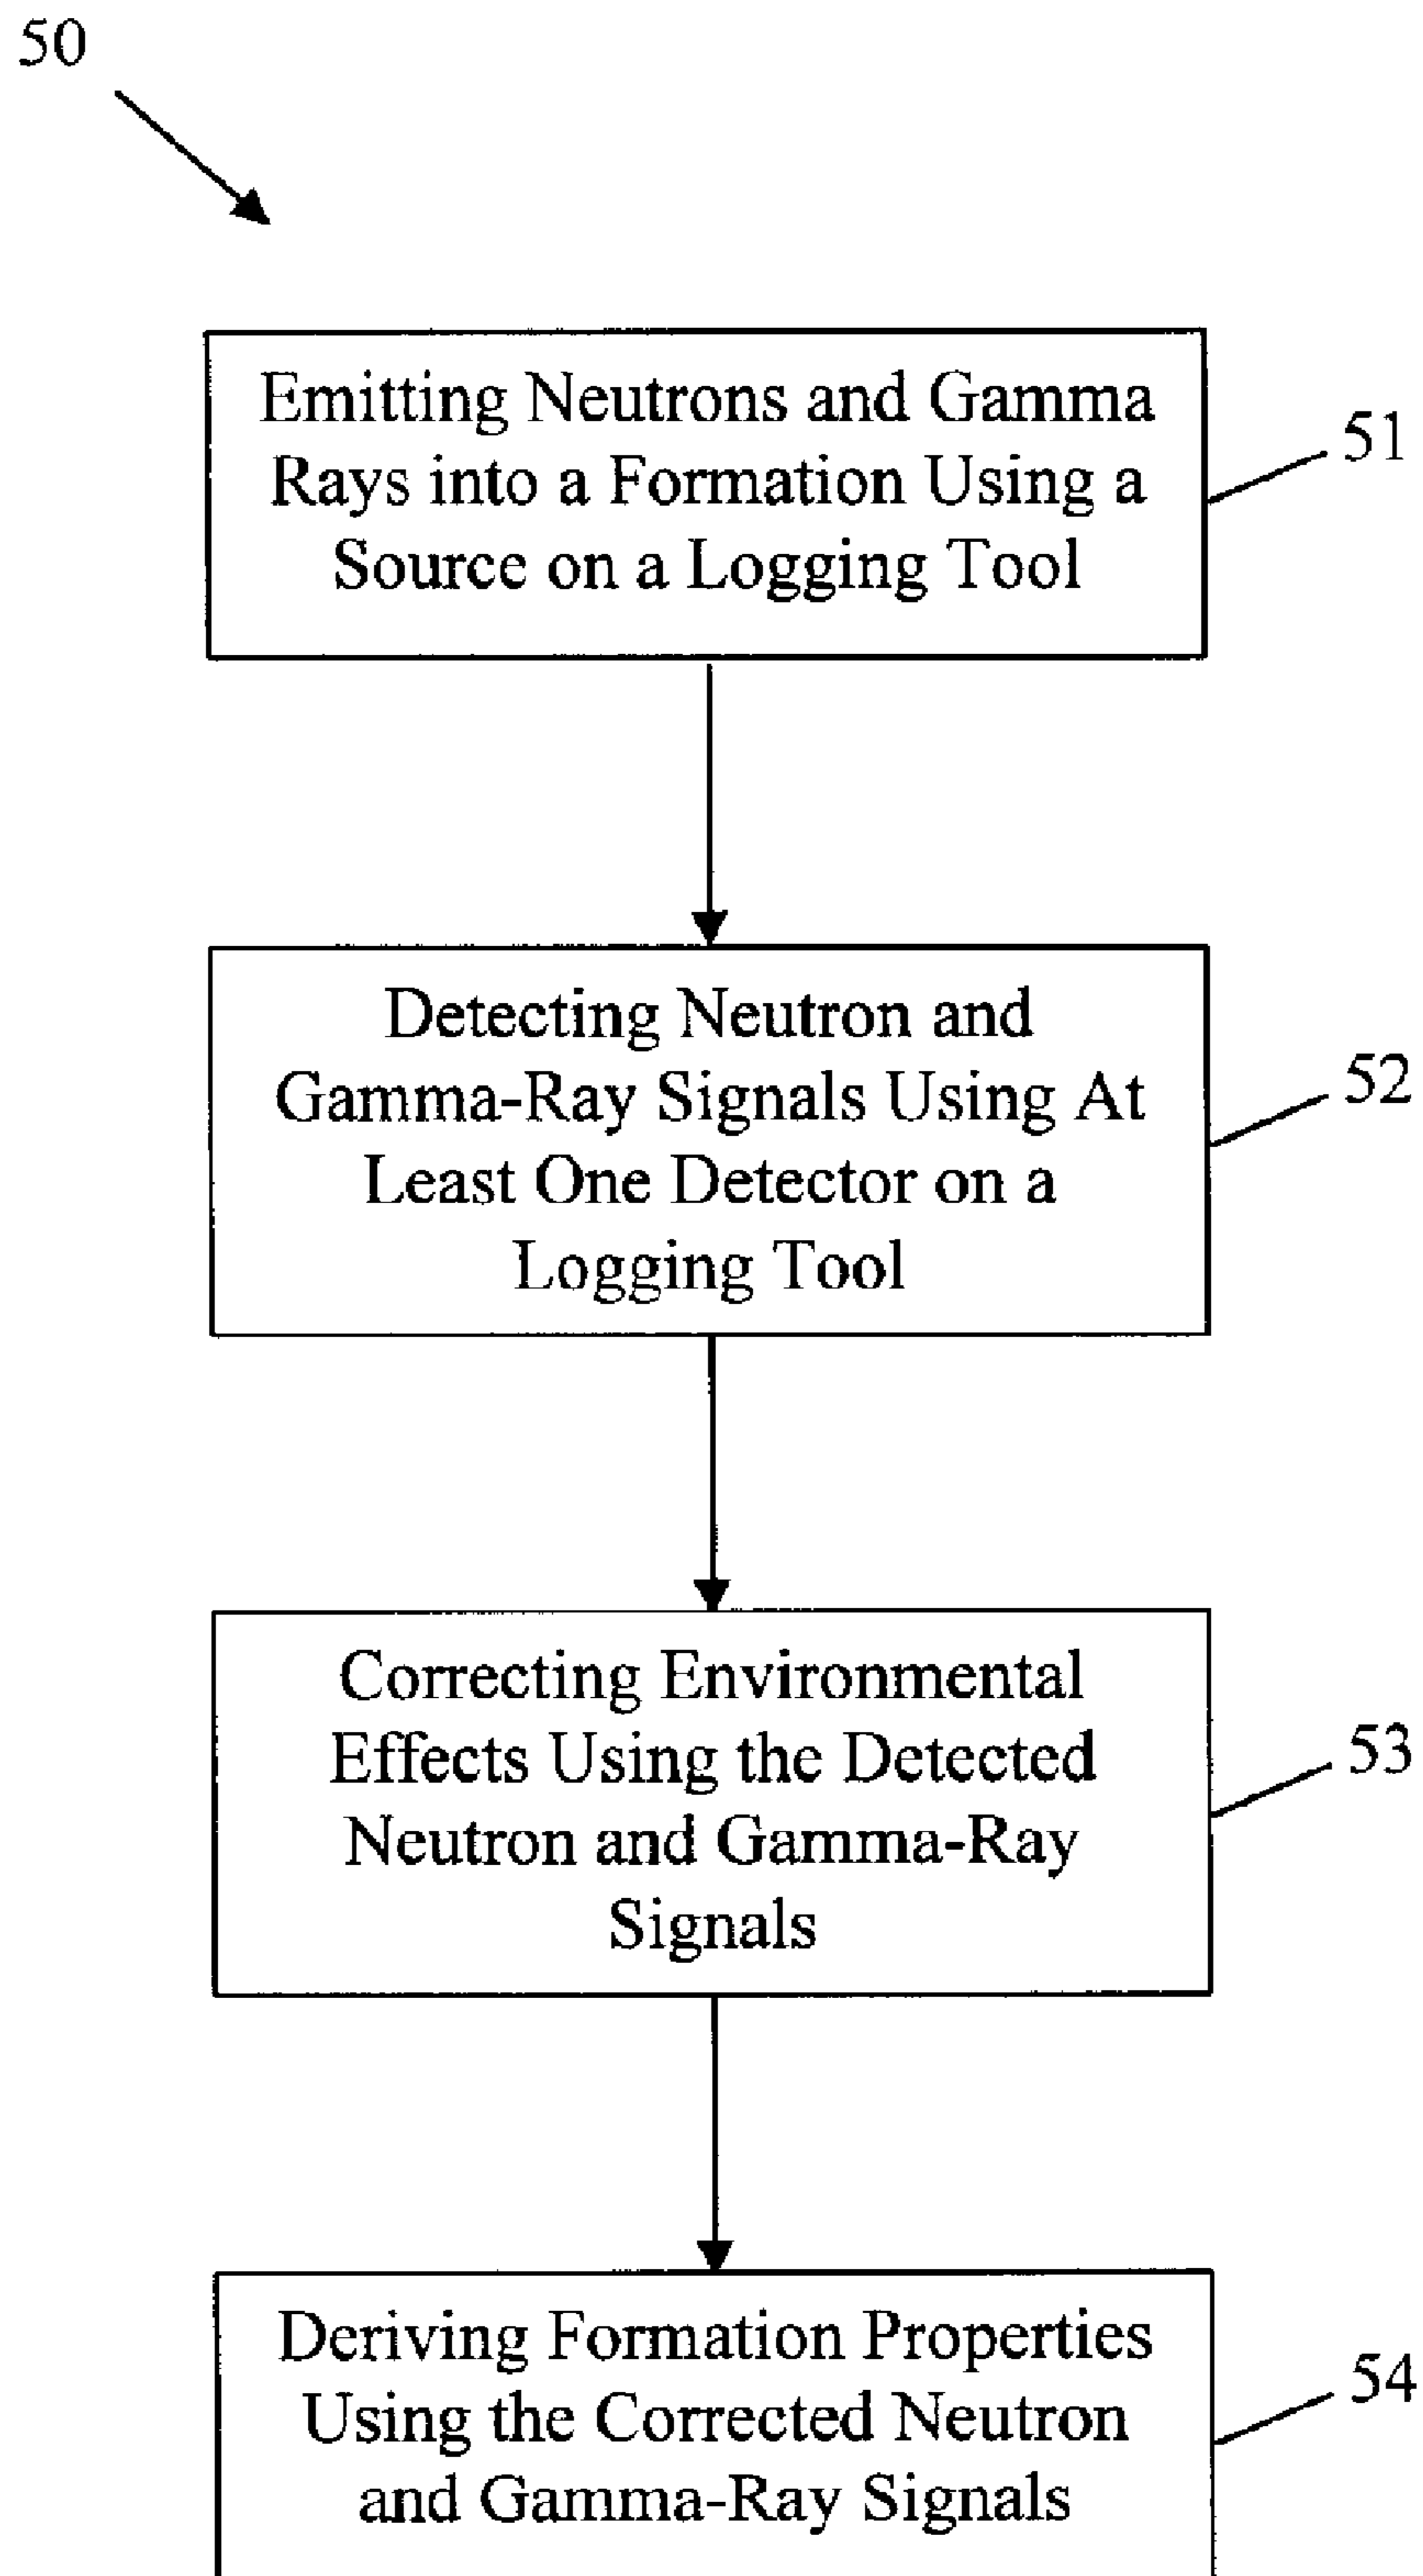 50
Emitting Neutrons and Gamma
Rays into a Formation Using a
Source on a Logging Tool
51
Detecting Neutron and
Gamma-Ray Signals Using At
Least One Detector on a
Logging Tool
52
Correcting Environmental
Effects Using the Detected
Neutron and Gamma-Ray
Signals
53
Deriving Formation Properties
Using the Corrected Neutron
and Gamma-Ray Signals
54